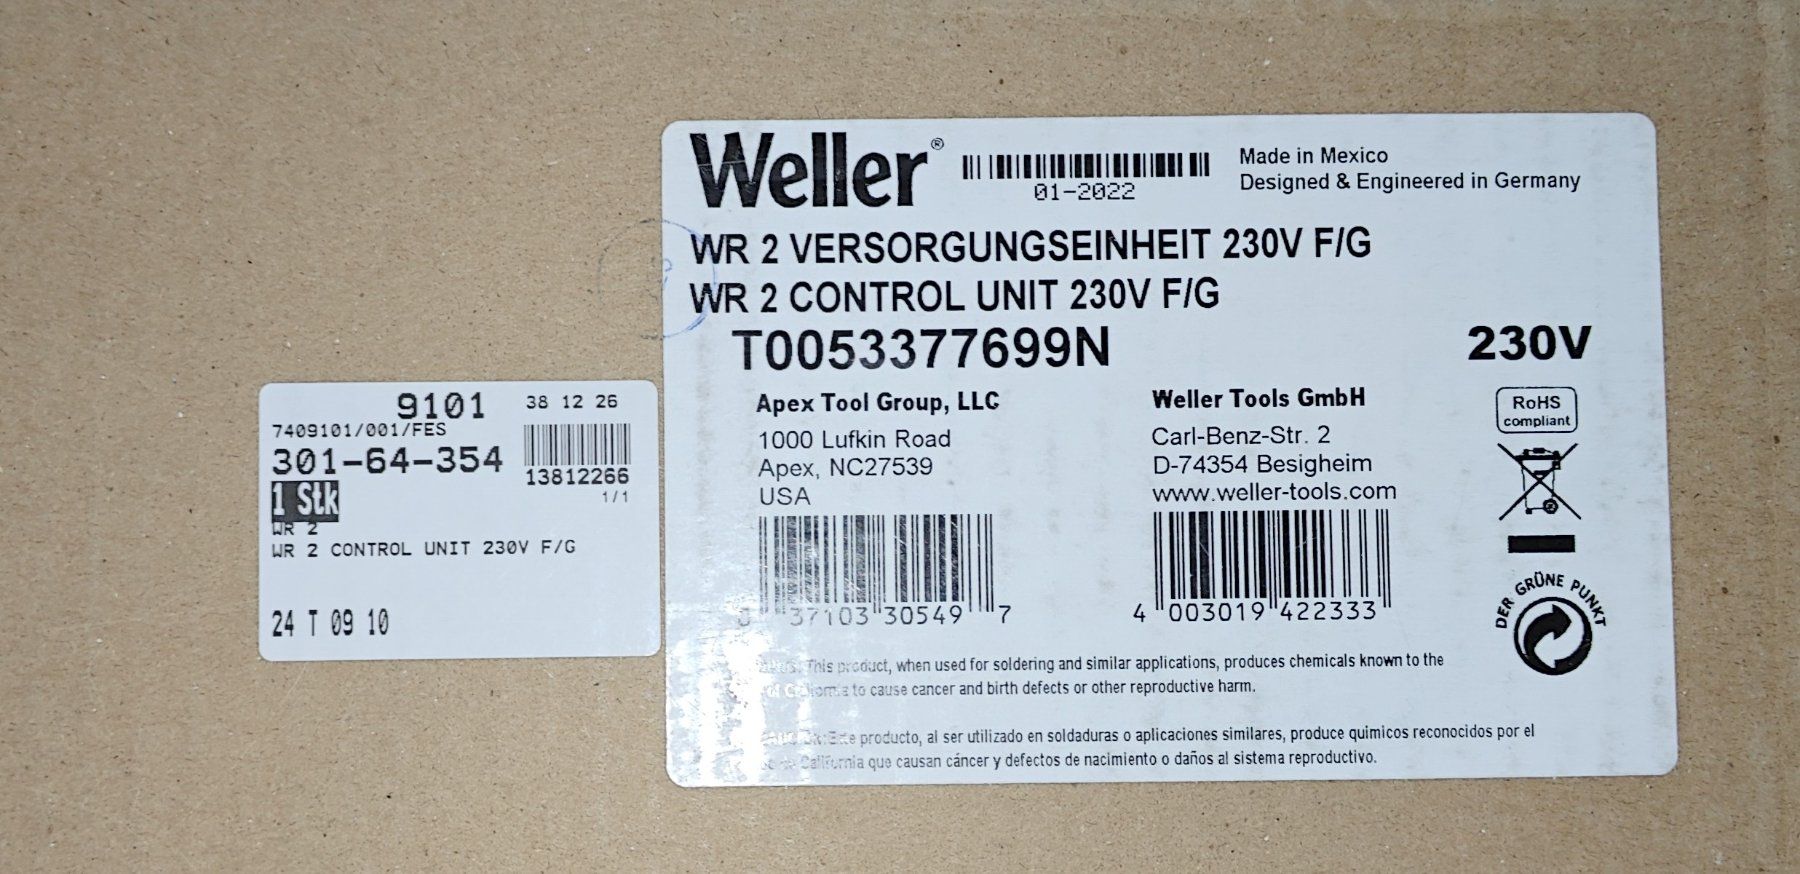 9101
38 12 26
7409101/001/FES
301-64-354
13812266
1 Stk
1/1
WR 2
WR 2 CONTROL UNIT 230V F/G
24 T 09 10
Weller®
01-2022
Made in Mexico
Designed & Engineered in Germany
WR 2 VERSORGUNGSEINHEIT 230V F/G
WR 2 CONTROL UNIT 230V F/G
T0053377699N
230V
Apex Tool Group, LLC
1000 Lufkin Road
Apex, NC27539
USA
Weller Tools GmbH
Carl-Benz-Str. 2
D-74354 Besigheim
www.weller-tools.com
RoHS
compliant
37103 30549 7
4 003019 422333
DER GRÜNE PUNKT
This product, when used for soldering and similar applications, produces chemicals known to the
of California to cause cancer and birth defects or other reproductive harm.
Este producto, al ser utilizado en soldaduras o aplicaciones similares, produce quimicos reconocidos por el
de California que causan cáncer y defectos de nacimiento o daños al sistema reproductivo.